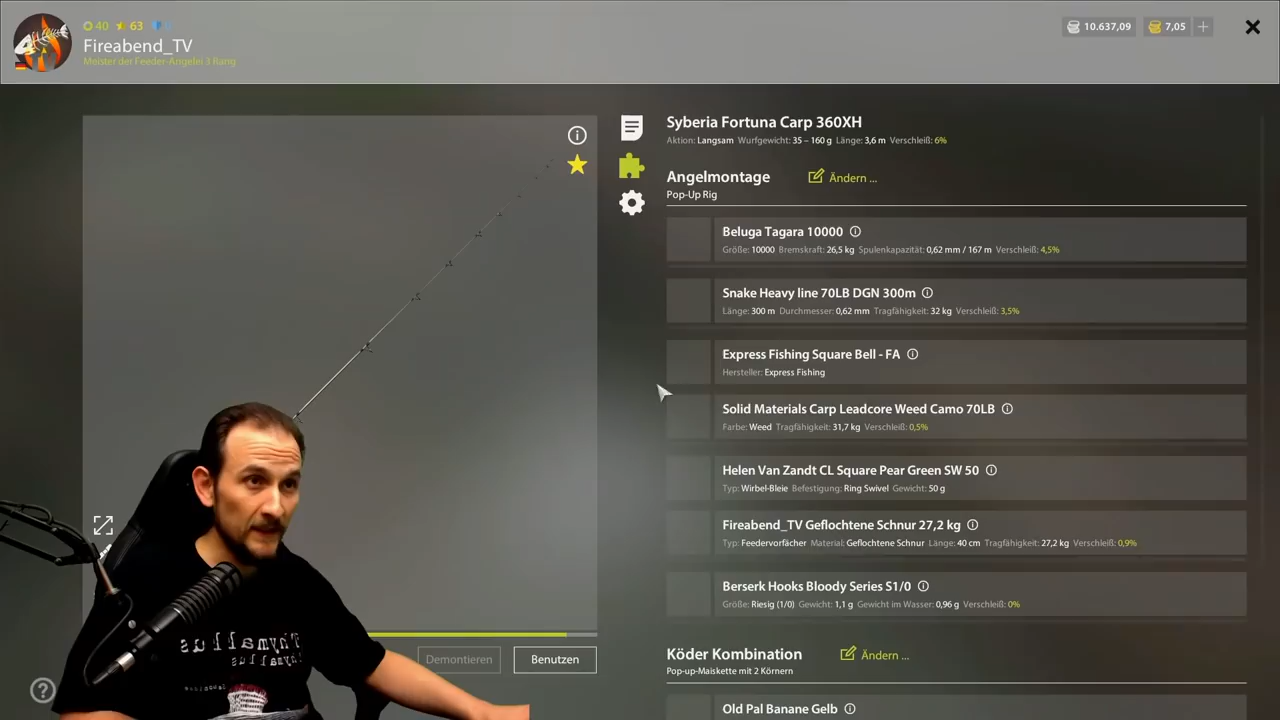 40 63
Fireabend_TV
Meister der Feeder-Angelei 3 Rang
10.637,09
7,05
Syberia Fortuna Carp 360XH
Aktion: Langsam Wurfgewicht: 35 – 160 g Länge: 3,6 m Verschleiß: 6%
Angelmontage
Ändern ...
Pop-Up Rig
Beluga Tagara 10000
Größe: 10000 Bremskraft: 26,5 kg Spulenkapazität: 0,62 mm / 167 m Verschleiß: 4,5%
Snake Heavy line 70LB DGN 300m
Länge: 300 m Durchmesser: 0,62 mm Tragfähigkeit: 32 kg Verschleiß: 3,5%
Express Fishing Square Bell - FA
Hersteller: Express Fishing
Solid Materials Carp Leadcore Weed Camo 70LB
Farbe: Weed Tragfähigkeit: 31,7 kg Verschleiß: 0,5%
Helen Van Zandt CL Square Pear Green SW 50
Typ: Wirbel-Bleie Befestigung: Ring Swivel Gewicht: 50 g
Fireabend_TV Geflochtene Schnur 27,2 kg
Typ: Feedervorfächer Material: Geflochtene Schnur Länge: 40 cm Tragfähigkeit: 27,2 kg Verschleiß: 0,9%
Berserk Hooks Bloody Series S1/0
Größe: Riesig (1/0) Gewicht: 1,1 g Gewicht im Wasser: 0,96 g Verschleiß: 0%
Köder Kombination
Ändern ...
Pop-up-Maiskette mit 2 Körnern
Old Pal Banane Gelb
Demontieren
Benutzen
Thymallus